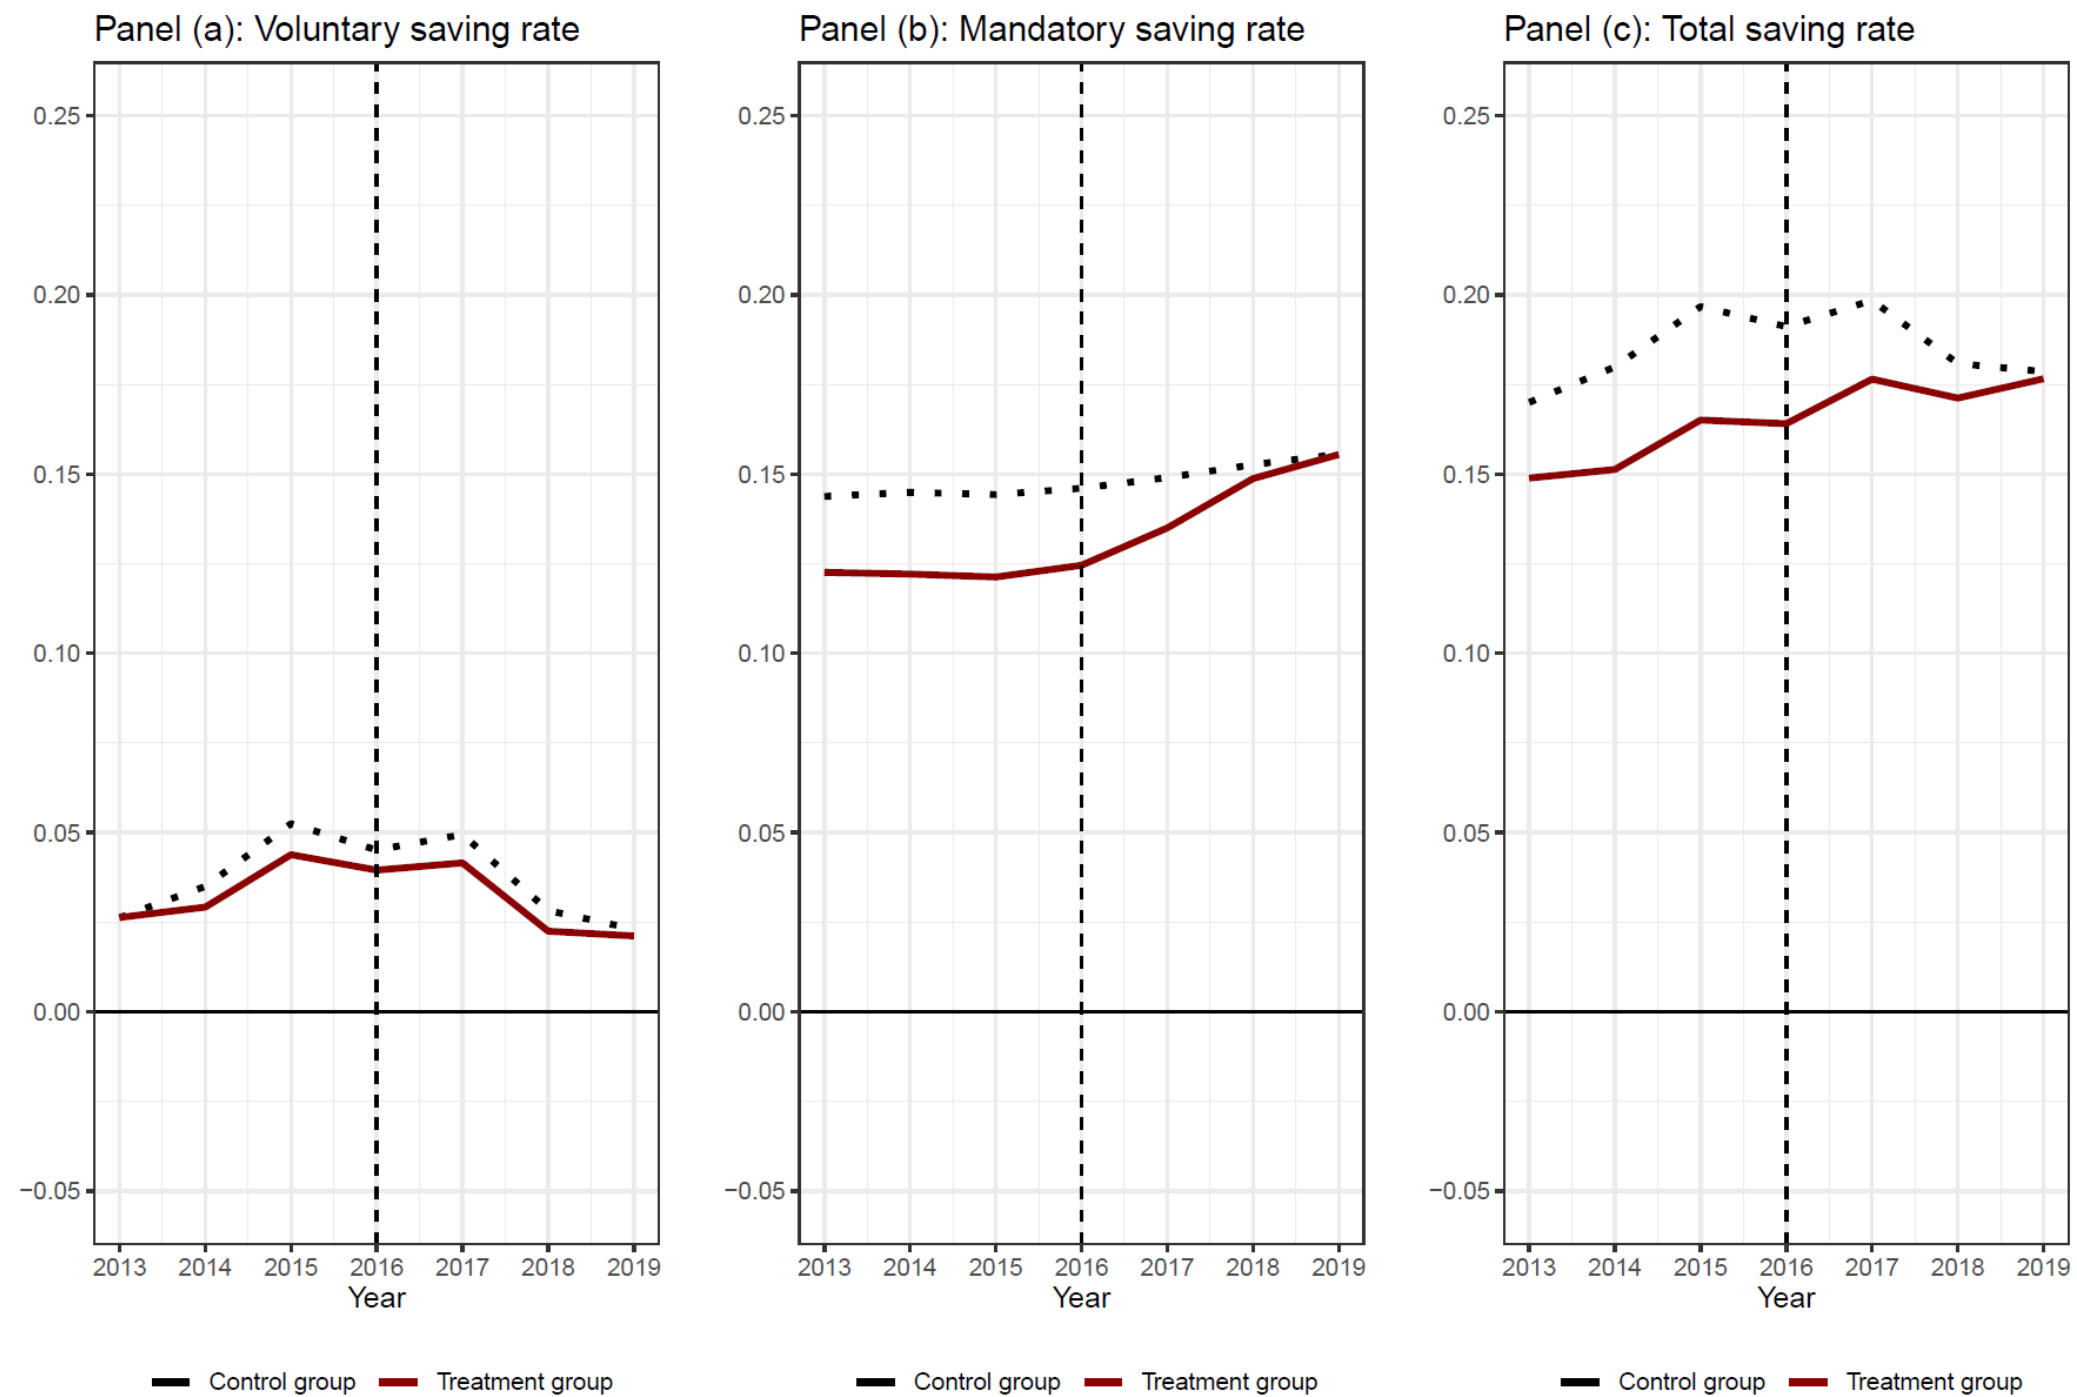 Panel (a): Voluntary saving rate
0.25
0.20
0.15
0.10
0.05
0.00
−0.05
2013 2014 2015 2016 2017 2018 2019
Year
Control group Treatment group
Panel (b): Mandatory saving rate
0.25
0.20
0.15
0.10
0.05
0.00
−0.05
2013 2014 2015 2016 2017 2018 2019
Year
Control group Treatment group
Panel (c): Total saving rate
0.25
0.20
0.15
0.10
0.05
0.00
−0.05
2013 2014 2015 2016 2017 2018 2019
Year
Control group Treatment group